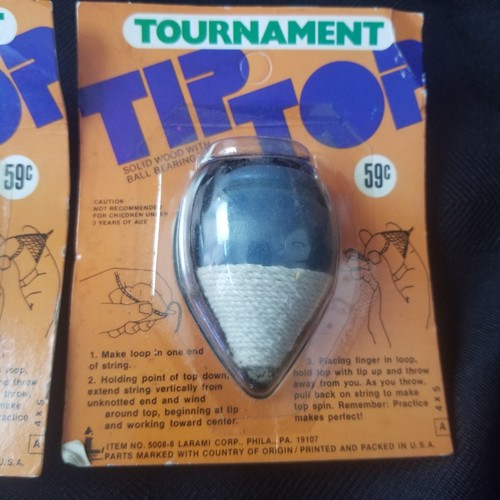 TOURNAMENT
TIP TOP
SOLID WOOD WITH
BALL BEARING
59¢
59¢
CAUTION
NOT RECOMMENDED
FOR CHILDREN UNDER
3 YEARS OF AGE
1. Make loop in one end
of string.
2. Holding point of top down,
extend string vertically from
unknotted end and wind
around top, beginning at tip
and working toward center.
3. Placing finger in loop,
hold top with tip up and throw
away from you. As you throw,
pull back on string to make
top spin. Remember: Practice
makes perfect!
4 x 5
A
ITEM NO. 5008-6 LARAMI CORP. PHILA., PA. 19107
PARTS MARKED WITH COUNTRY OF ORIGIN / PRINTED AND PACKED IN U.S.A.
4 x 5
A
U.S.A.